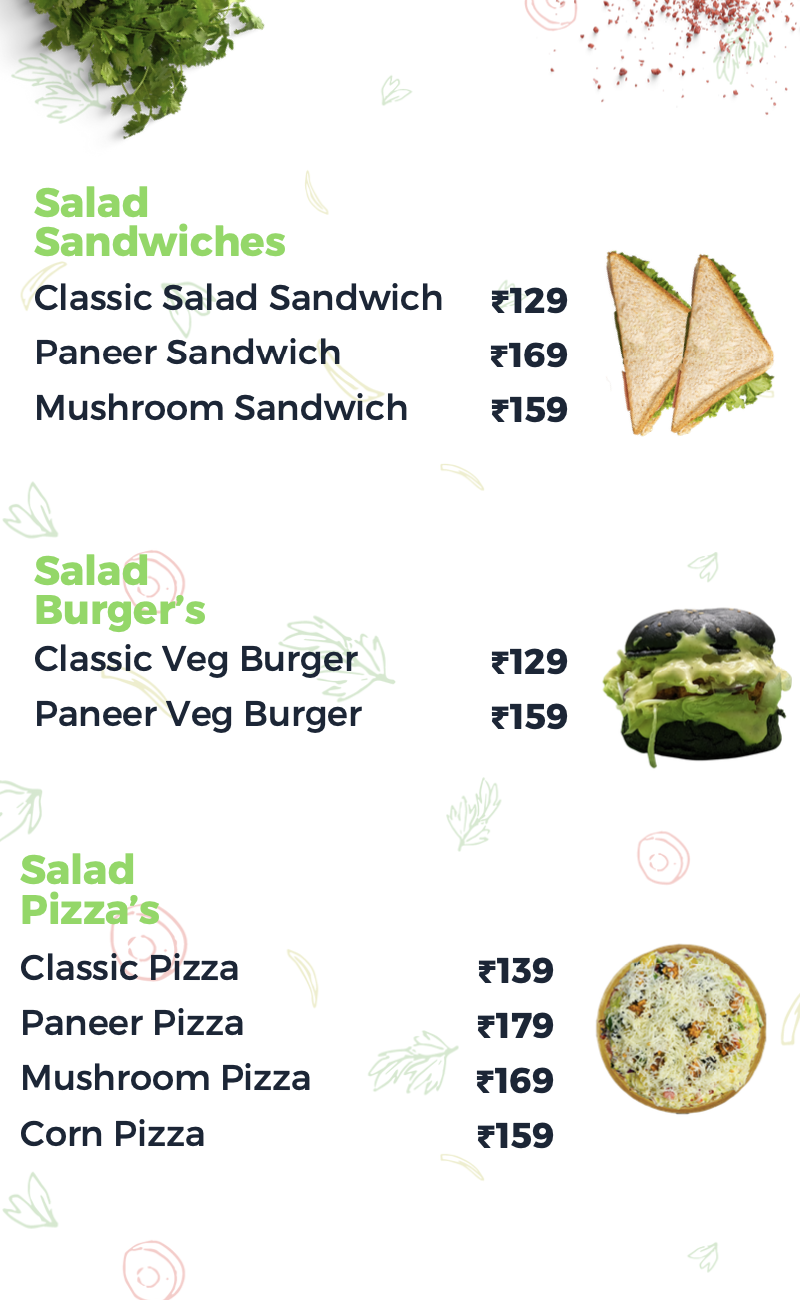 Salad
Sandwiches
Classic Salad Sandwich ₹129
Paneer Sandwich ₹169
Mushroom Sandwich ₹159
Salad
Burger’s
Classic Veg Burger ₹129
Paneer Veg Burger ₹159
Salad
Pizza’s
Classic Pizza ₹139
Paneer Pizza ₹179
Mushroom Pizza ₹169
Corn Pizza ₹159